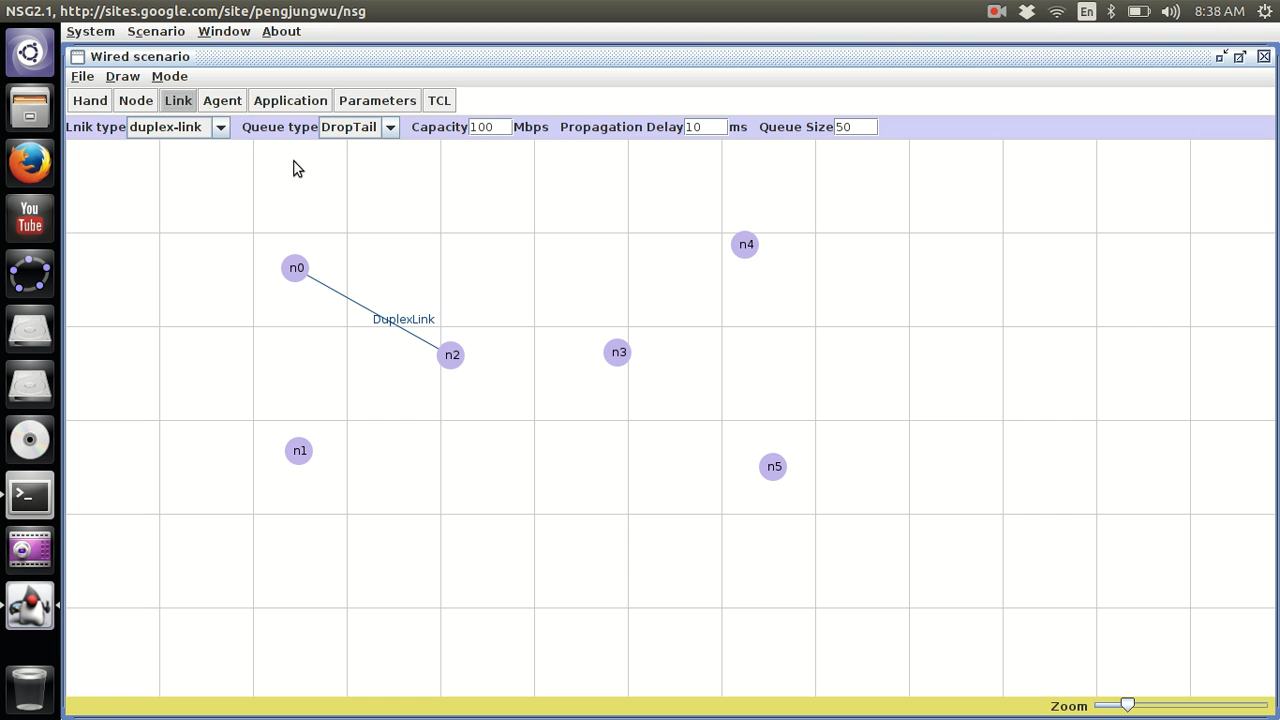 NSG2.1, http://sites.google.com/site/pengjungwu/nsg En 8:38 AM
System Scenario Window About
Wired scenario
File Draw Mode
Hand Node Link Agent Application Parameters TCL
Lnik type duplex-link Queue type DropTail Capacity 100 Mbps Propagation Delay 10 ms Queue Size 50
You
Tube
n4
n0
DuplexLink
n2
n3
n1
n5
>_
Zoom